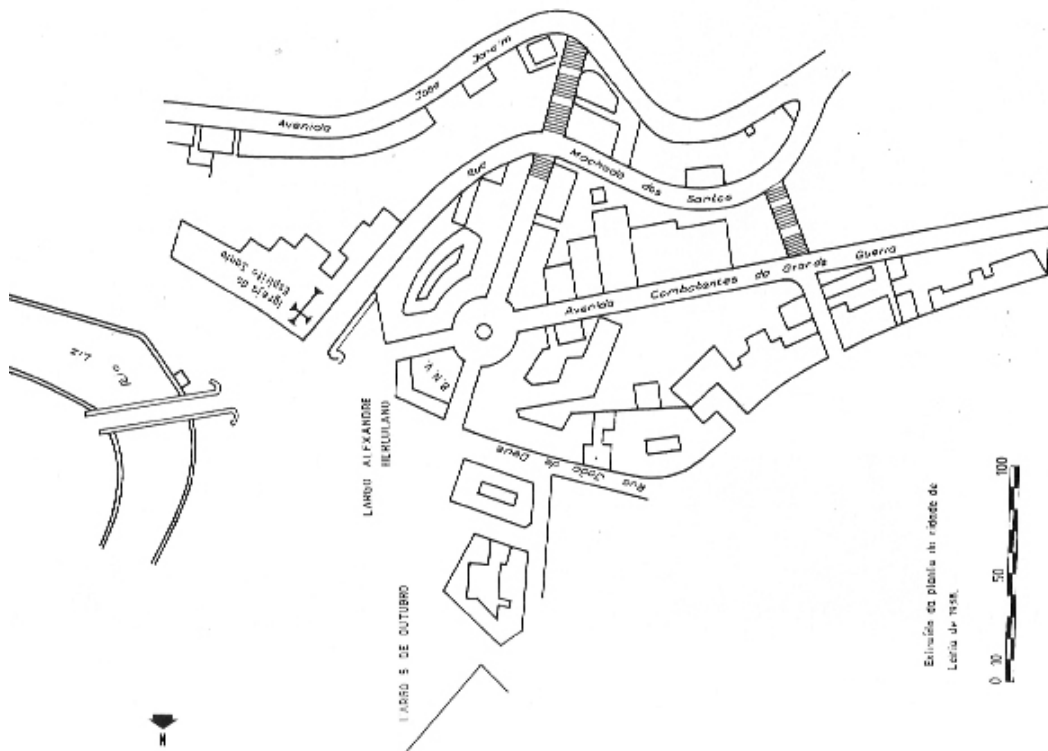 Avenida José Jardim
Rua Machado dos Santos
Igreja do
Espírito Santo
Avenida Combatentes da Grande Guerra
Rio Liz
B.N.U.
LARGO ALEXANDRE
HERCULANO
Rua João de Deus
LARGO 5 DE OUTUBRO
Extraído da planta da cidade de
Leiria de 1958.
0 10 50 100
N